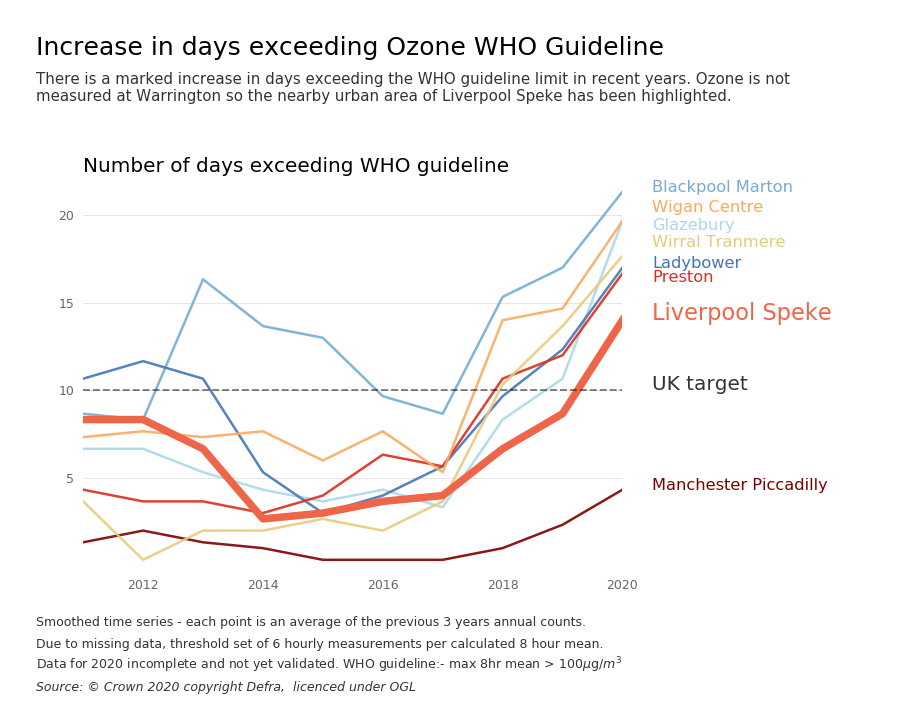 Increase in days exceeding Ozone WHO Guideline
There is a marked increase in days exceeding the WHO guideline limit in recent years. Ozone is not
measured at Warrington so the nearby urban area of Liverpool Speke has been highlighted.
Number of days exceeding WHO guideline
Blackpool Marton
Wigan Centre
20
Glazebury
Wirral Tranmere
Ladybower
Preston
15
Liverpool Speke
UK target
10
5
Manchester Piccadilly
2012
2014
2016
2018
2020
Smoothed time series - each point is an average of the previous 3 years annual counts.
Due to missing data, threshold set of 6 hourly measurements per calculated 8 hour mean.
Data for 2020 incomplete and not yet validated. WHO guideline:- max 8hr mean > 100μg/m³
Source: © Crown 2020 copyright Defra,  licenced under OGL